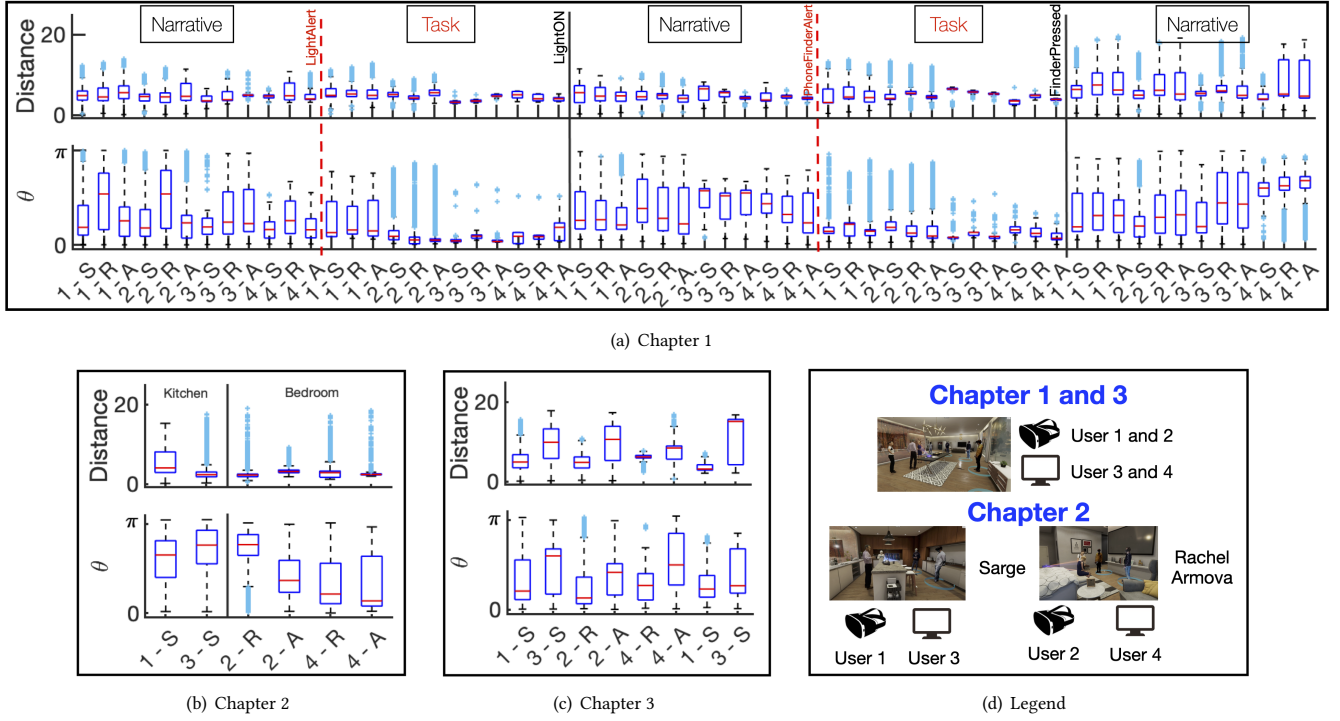 20
Distance
0
Narrative
LightAlert
Task
LightON
Narrative
PhoneFinderAlert
Task
FinderPressed
Narrative
π
θ
0
1 - S 1 - R 1 - A 2 - S 2 - R 2 - A 3 - S 3 - R 3 - A 4 - S 4 - R 4 - A 1 - S 1 - R 1 - A 2 - S 2 - R 2 - A 3 - S 3 - R 3 - A 4 - S 4 - R 4 - A 1 - S 1 - R 1 - A 2 - S 2 - R 2 - A 3 - S 3 - R 3 - A 4 - S 4 - R 4 - A 1 - S 1 - R 1 - A 2 - S 2 - R 2 - A 3 - S 3 - R 3 - A 4 - S 4 - R 4 - A 1 - S 1 - R 1 - A 2 - S 2 - R 2 - A 3 - S 3 - R 3 - A 4 - S 4 - R 4 - A
(a) Chapter 1
Kitchen Bedroom
20
Distance
0
π
θ
0
1 - S 3 - S 2 - R 2 - A 4 - R 4 - A
(b) Chapter 2
20
Distance
0
π
θ
0
1 - S 3 - S 2 - R 2 - A 4 - R 4 - A 1 - S 3 - S
(c) Chapter 3
Chapter 1 and 3
User 1 and 2
User 3 and 4
Chapter 2
Sarge
Rachel
Armova
User 1 User 3 User 2 User 4
(d) Legend